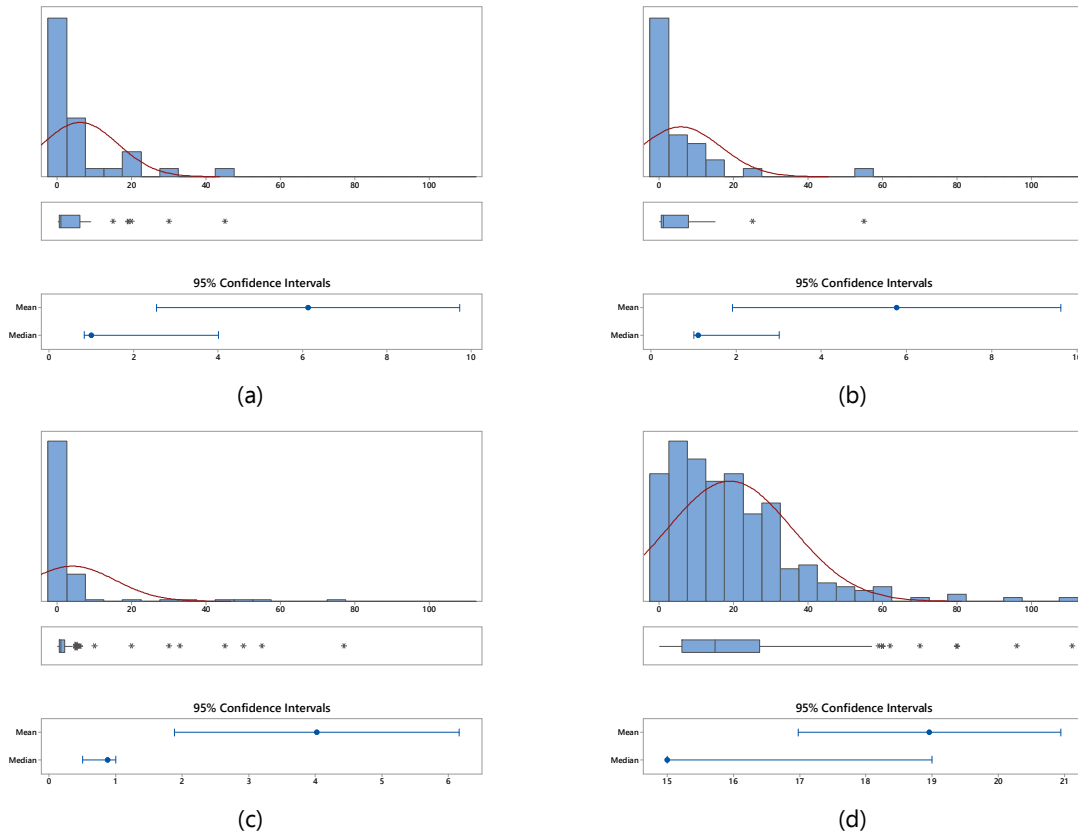 0 20 40 60 80 100
0 20 40 60 80 100
95% Confidence Intervals
95% Confidence Intervals
Mean
Mean
Median
Median
0 2 4 6 8 10
0 2 4 6 8 10
(a)
(b)
0 20 40 60 80 100
0 20 40 60 80 100
95% Confidence Intervals
95% Confidence Intervals
Mean
Mean
Median
Median
0 1 2 3 4 5 6
15 16 17 18 19 20 21
(c)
(d)